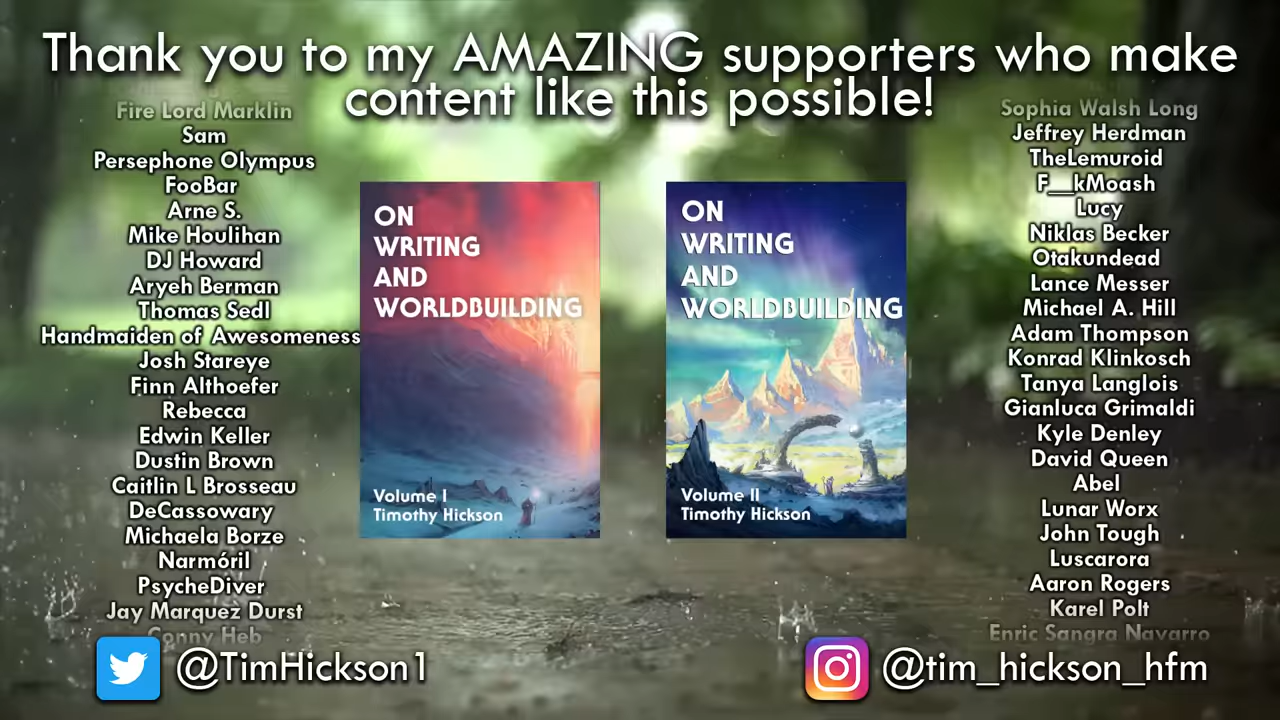 Thank you to my AMAZING supporters who make
content like this possible!
Fire Lord Marklin
Sam
Persephone Olympus
FooBar
Arne S.
Mike Houlihan
DJ Howard
Aryeh Berman
Thomas Sedl
Handmaiden of Awesomeness
Josh Stareye
Finn Althoefer
Rebecca
Edwin Keller
Dustin Brown
Caitlin L Brosseau
DeCassowary
Michaela Borze
Narmóril
PsycheDiver
Jay Marquez Durst
Conny Heb
ON
WRITING
AND
WORLDBUILDING
Volume I
Timothy Hickson
ON
WRITING
AND
WORLDBUILDING
Volume II
Timothy Hickson
Sophia Walsh Long
Jeffrey Herdman
TheLemuroid
F__kMoash
Lucy
Niklas Becker
Otakundead
Lance Messer
Michael A. Hill
Adam Thompson
Konrad Klinkosch
Tanya Langlois
Gianluca Grimaldi
Kyle Denley
David Queen
Abel
Lunar Worx
John Tough
Luscarora
Aaron Rogers
Karel Polt
Enric Sangra Navarro
@TimHickson1
@tim_hickson_hfm